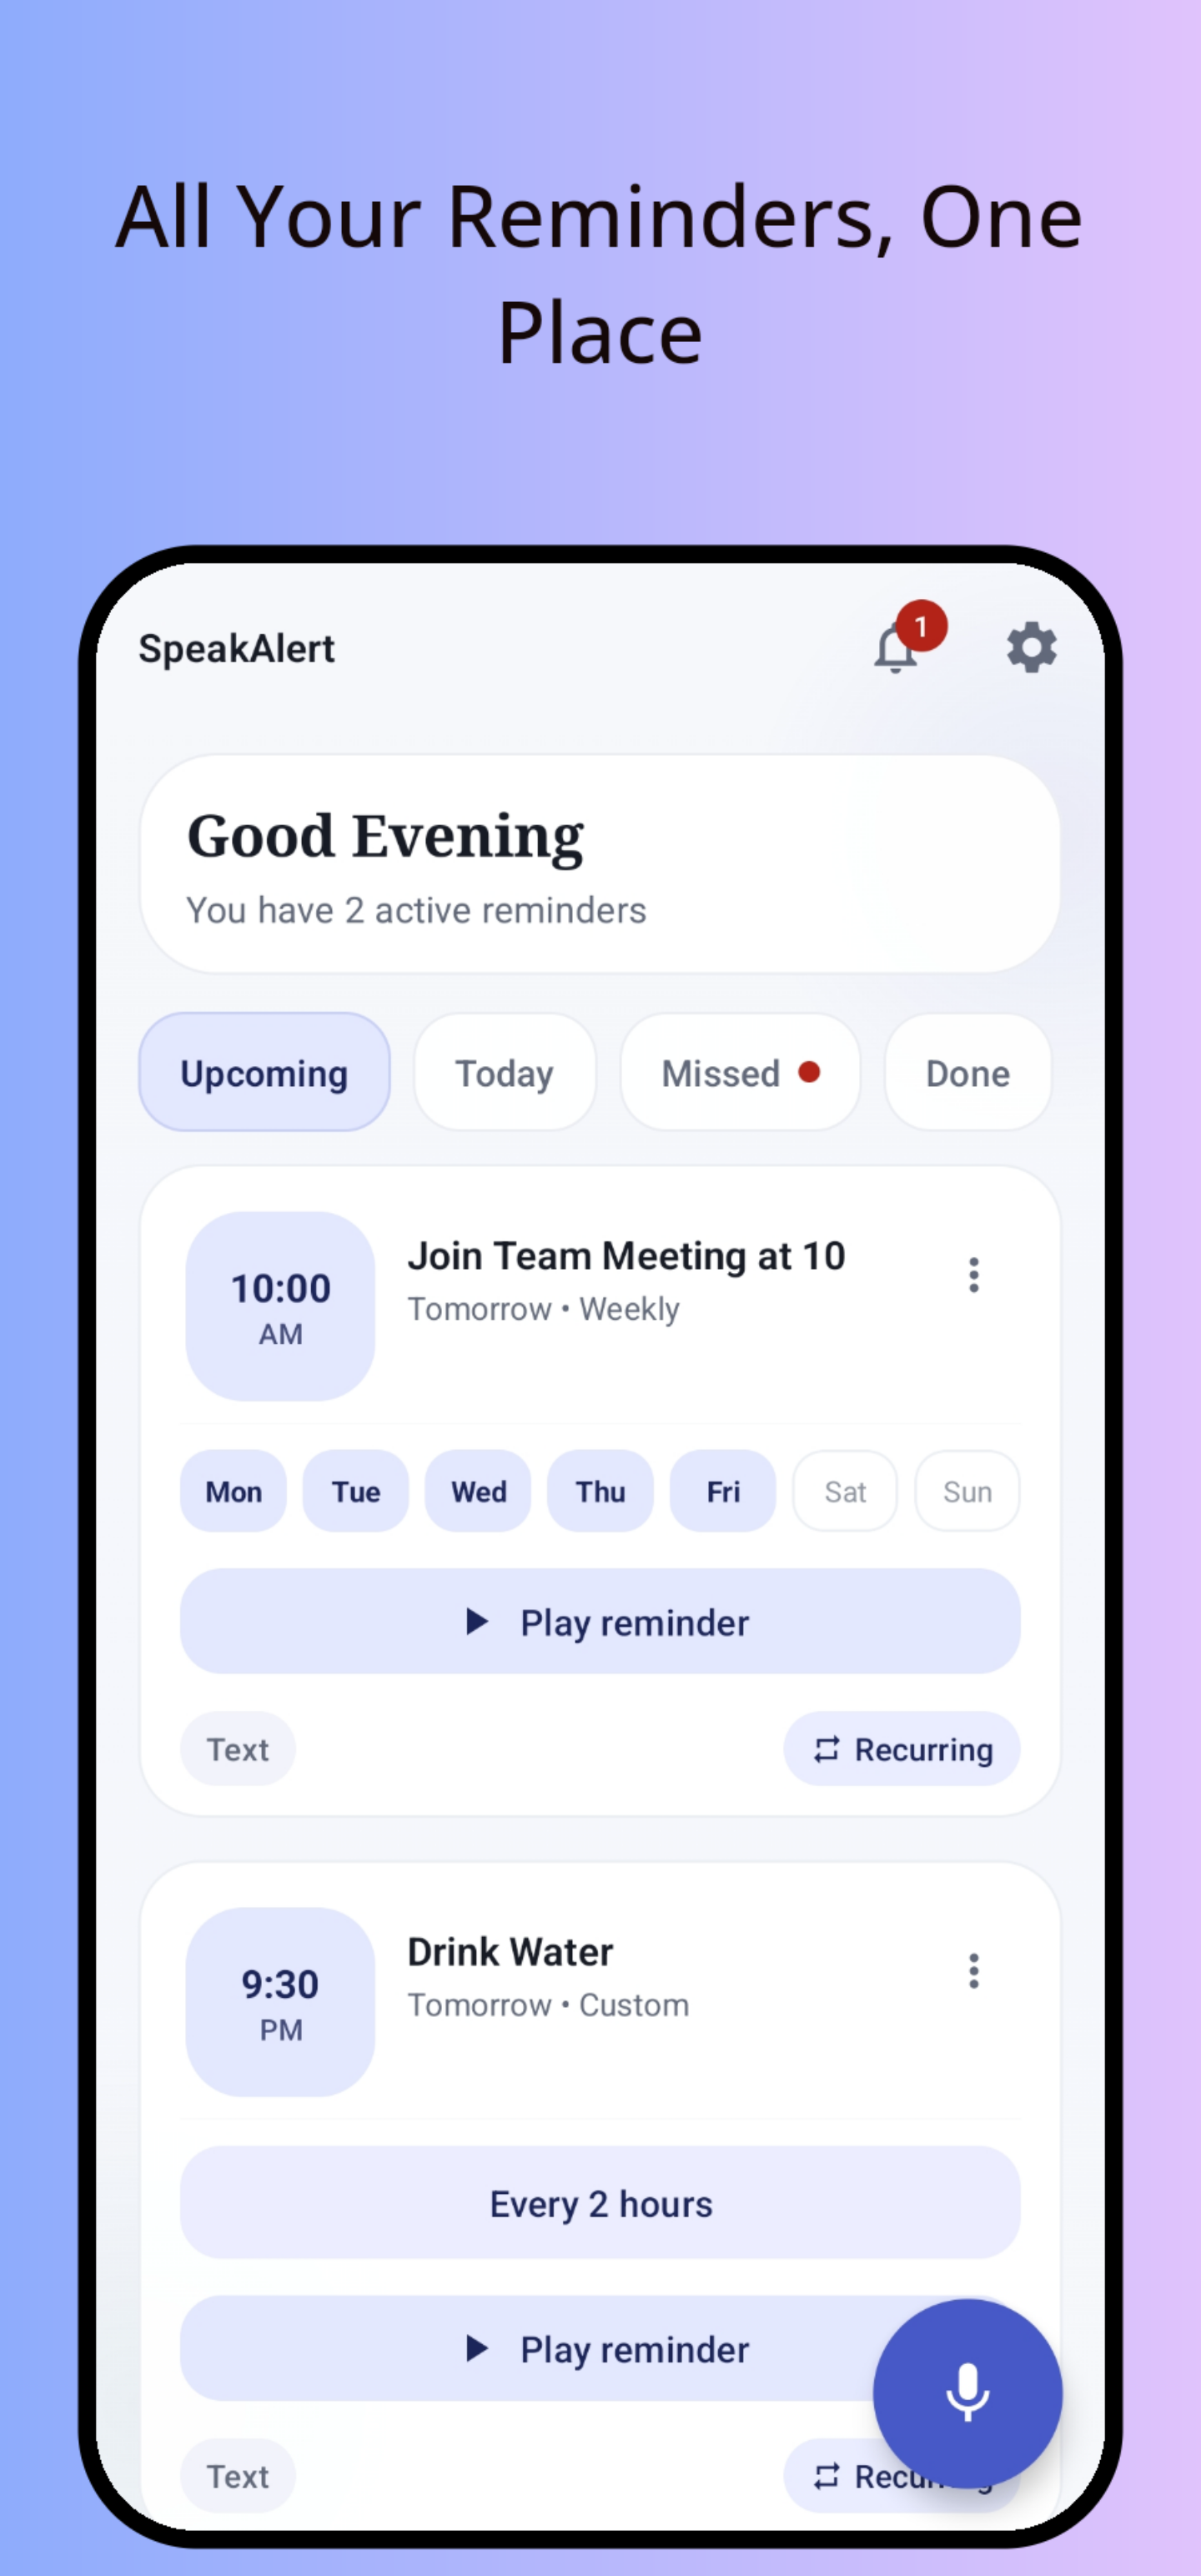 All Your Reminders, One
Place
SpeakAlert
1
Good Evening
You have 2 active reminders
Upcoming Today Missed Done
10:00
AM
Join Team Meeting at 10
Tomorrow • Weekly
Mon Tue Wed Thu Fri Sat Sun
Play reminder
Text Recurring
9:30
PM
Drink Water
Tomorrow • Custom
Every 2 hours
Play reminder
Text